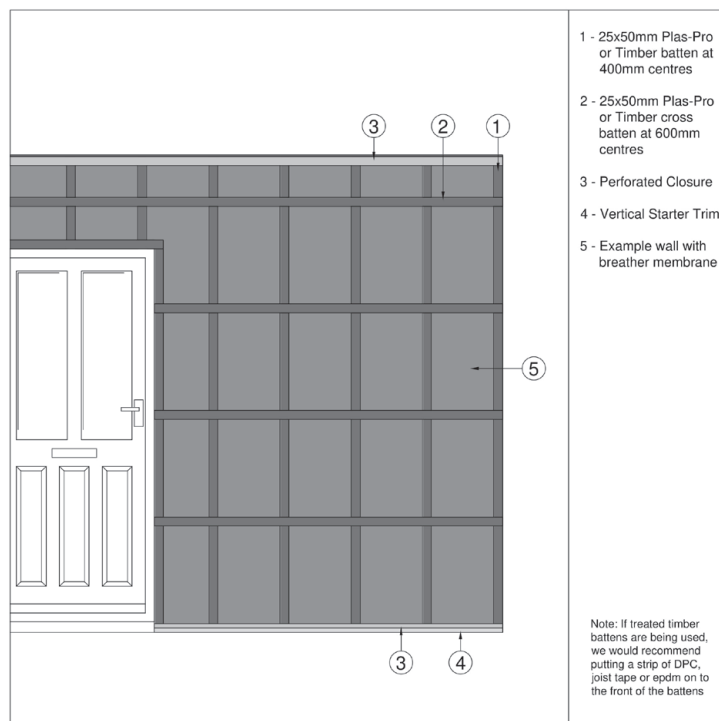 3
2
1
5
3
4
1 - 25x50mm Plas-Pro
or Timber batten at
400mm centres
2 - 25x50mm Plas-Pro
or Timber cross
batten at 600mm
centres
3 - Perforated Closure
4 - Vertical Starter Trim
5 - Example wall with
breather membrane
Note: If treated timber
battens are being used,
we would recommend
putting a strip of DPC,
joist tape or epdm on to
the front of the battens